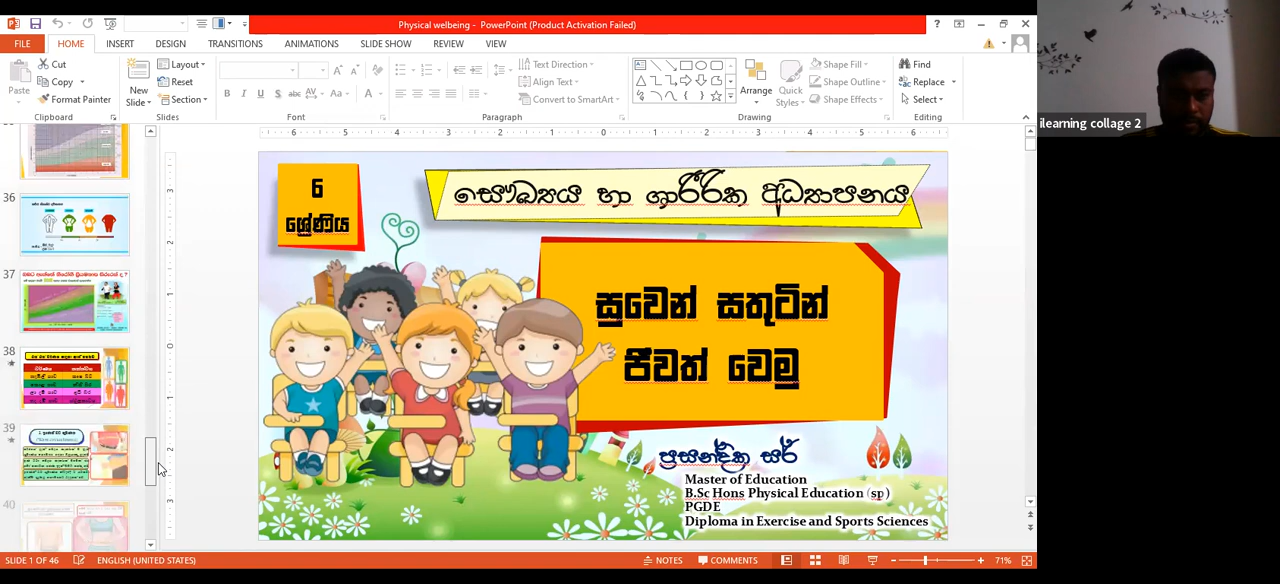 Physical welbeing - PowerPoint (Product Activation Failed)
FILE HOME INSERT DESIGN TRANSITIONS ANIMATIONS SLIDE SHOW REVIEW VIEW
Paste
Cut
Copy
Format Painter
Clipboard
New Slide
Layout
Reset
Section
Slides
Font
Text Direction
Align Text
Convert to SmartArt
Paragraph
Arrange
Quick Styles
Shape Fill
Shape Outline
Shape Effects
Drawing
Find
Replace
Select
Editing
ilearning collage 2
36
37
38
39
40
6
ශ්‍රේණිය
සෞඛ්‍යය හා ශාරීරික අධ්‍යාපනය
සුවෙන් සතුටින්
ජීවත් වෙමු
ප්‍රසන්දික සර්
Master of Education
B.Sc Hons Physical Education (sp)
PGDE
Diploma in Exercise and Sports Sciences
SLIDE 1 OF 46 ENGLISH (UNITED STATES) NOTES COMMENTS 71%